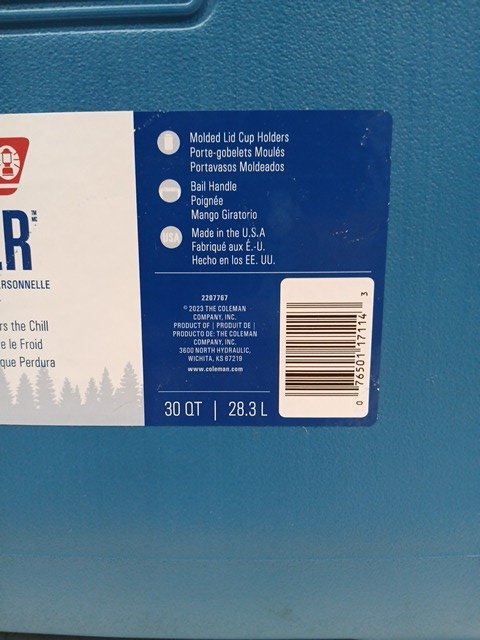 R™
MC
RSONNELLE
rs the Chill
e le Froid
que Perdura
Molded Lid Cup Holders
Porte-gobelets Moulés
Portavasos Moldeados
Bail Handle
Poignée
Mango Giratorio
USA
Made in the U.S.A
Fabriqué aux É.-U.
Hecho en los EE. UU.
2207767
© 2023 THE COLEMAN
COMPANY, INC.
PRODUCT OF | PRODUIT DE |
PRODUCTO DE: THE COLEMAN
COMPANY, INC.
3600 NORTH HYDRAULIC,
WICHITA, KS 67219
www.coleman.com
30 QT | 28.3 L
0 76501 17114 3